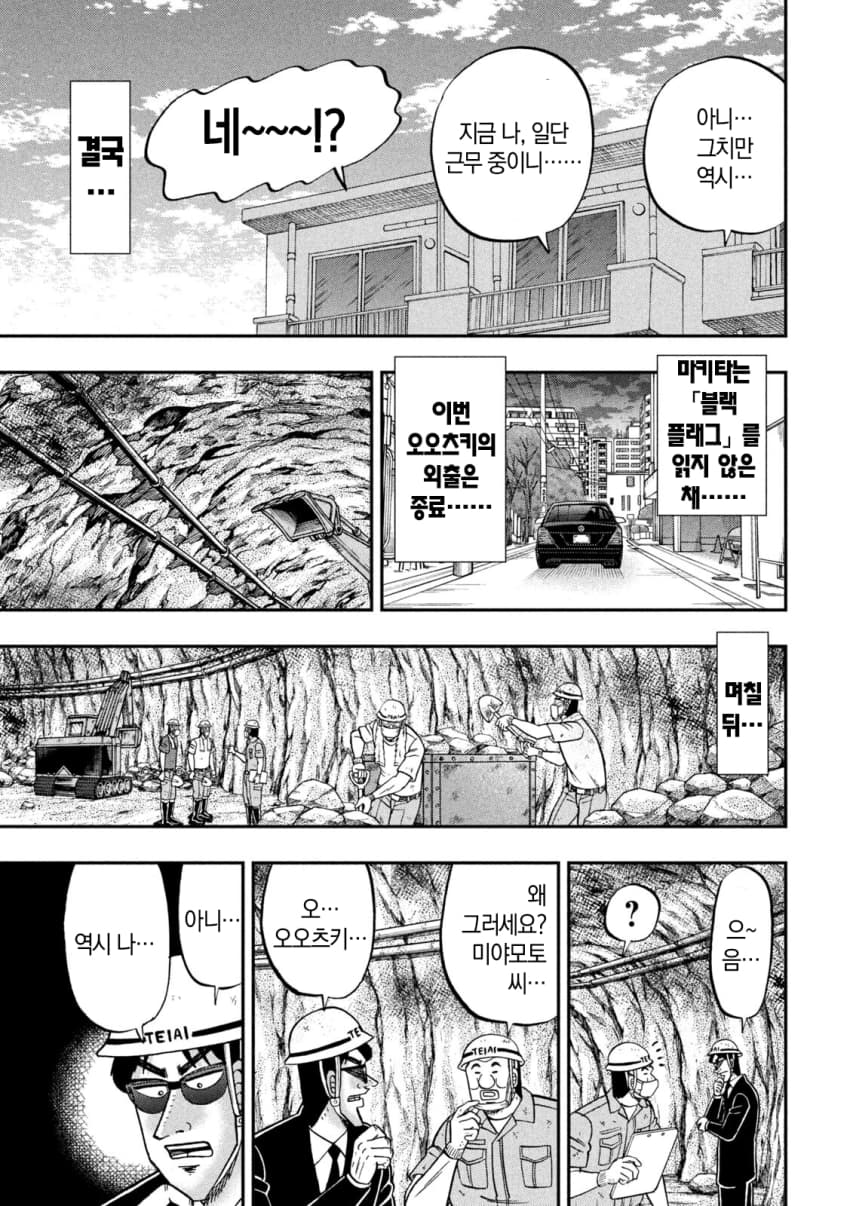 아니…
그치만
역시…
지금 나, 일단
근무 중이니……
네~~~!?
결국
…
마키타는
「블랙
플래그」를
읽지 않은
채……
이번
오오츠키의
외출은
종료……
며칠
뒤…
으~
음…
?
왜
그러세요?
미야모토
씨…
오…
오오츠키…
아니…
역시 나…
TEIAI
TEIAI
TEIAI
TEIAI